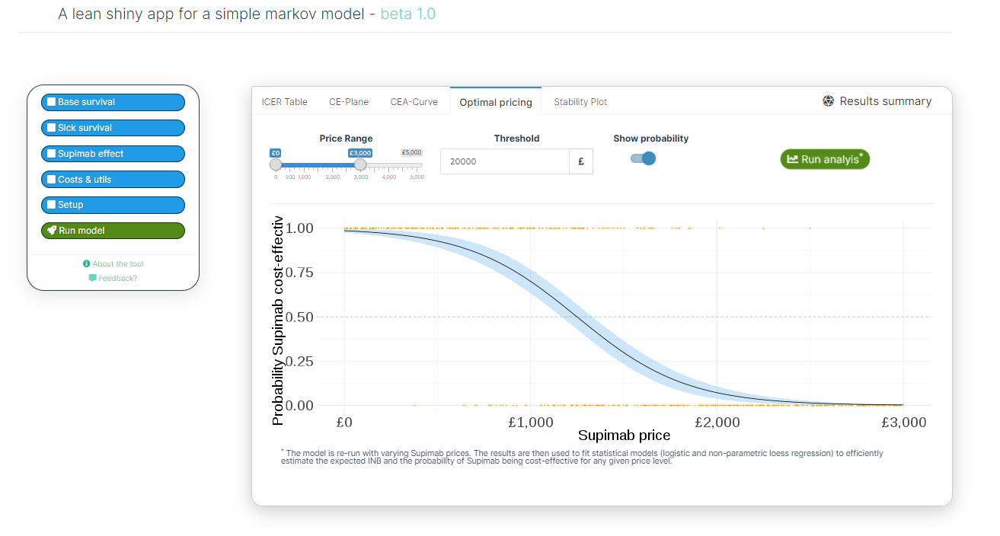 A lean shiny app for a simple markov model - beta 1.0
Base survival
Sick survival
Supimab effect
Costs & utils
Setup
Run model
About the tool
Feedback?
ICER Table CE-Plane CEA-Curve Optimal pricing Stability Plot Results summary
Price Range Threshold Show probability
£0 £3,000 £5,000
0 500 1,000 2,000 3,000 4,000 5,000
20000 £
Run analyis*
Probability Supimab cost-effectiv
1.00
0.75
0.50
0.25
0.00
£0 £1,000 £2,000 £3,000
Supimab price
* The model is re-run with varying Supimab prices. The results are then used to fit statistical models (logistic and non-parametric loess regression) to efficiently
estimate the expected INB and the probability of Supimab being cost-effective for any given price level.